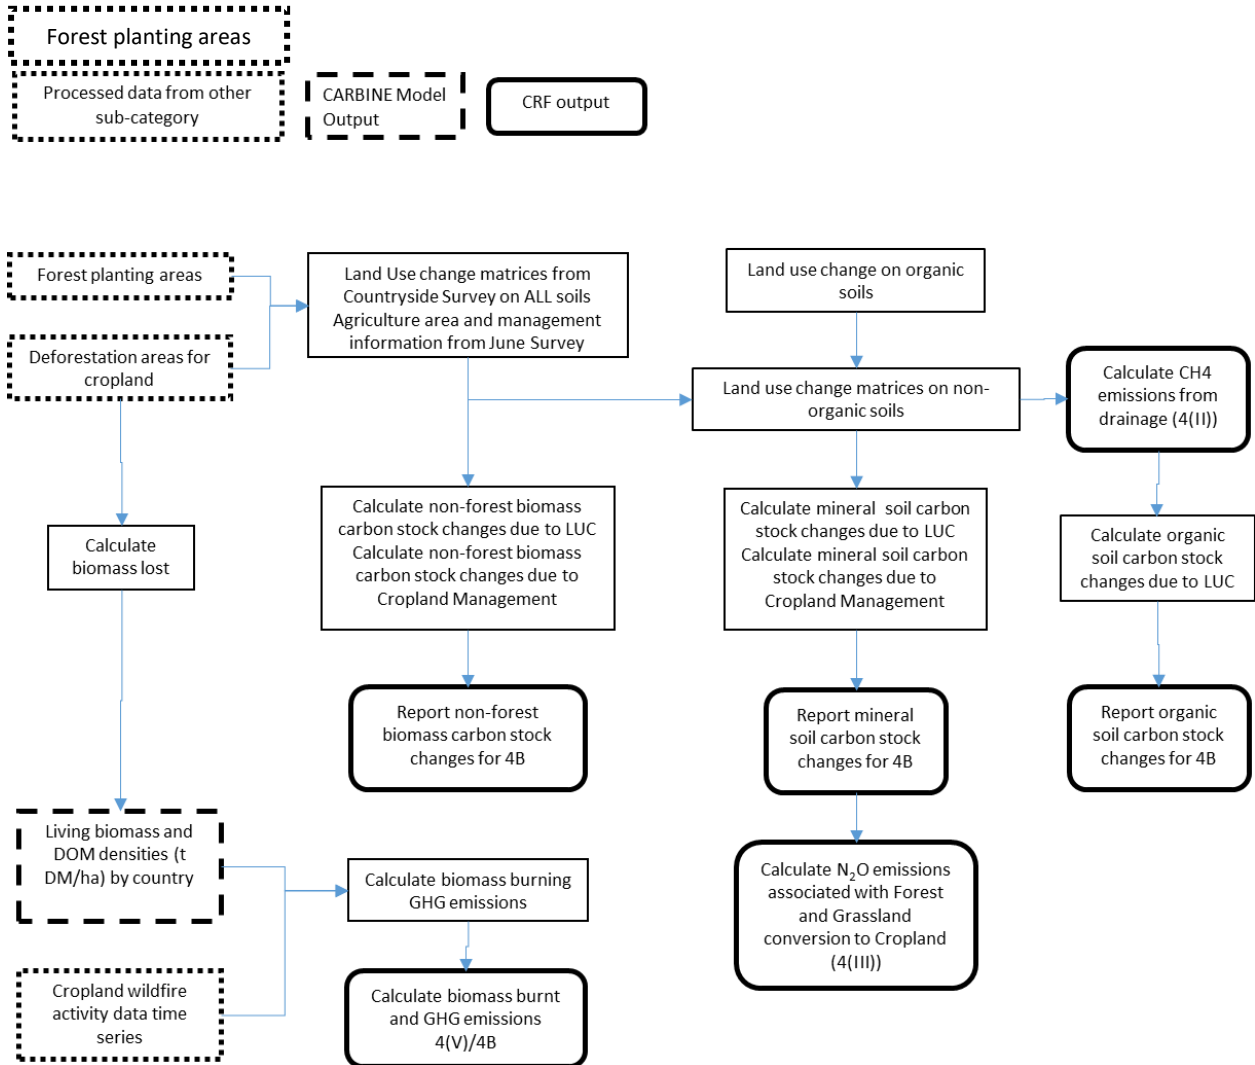 Forest planting areas
Processed data from other
sub-category
CARBINE Model
Output
CRF output
Forest planting areas
Deforestation areas for
cropland
Land Use change matrices from
Countryside Survey on ALL soils
Agriculture area and management
information from June Survey
Land use change on organic
soils
Land use change matrices on non-
organic soils
Calculate CH4
emissions from
drainage (4(II))
Calculate
biomass lost
Calculate non-forest biomass
carbon stock changes due to LUC
Calculate non-forest biomass
carbon stock changes due to
Cropland Management
Calculate mineral soil carbon
stock changes due to LUC
Calculate mineral soil carbon
stock changes due to
Cropland Management
Calculate organic
soil carbon stock
changes due to LUC
Report non-forest
biomass carbon stock
changes for 4B
Report mineral
soil carbon stock
changes for 4B
Report organic
soil carbon stock
changes for 4B
Living biomass and
DOM densities (t
DM/ha) by country
Calculate biomass burning
GHG emissions
Calculate N₂O emissions
associated with Forest
and Grassland
conversion to Cropland
(4(III))
Cropland wildfire
activity data time
series
Calculate biomass burnt
and GHG emissions
4(V)/4B